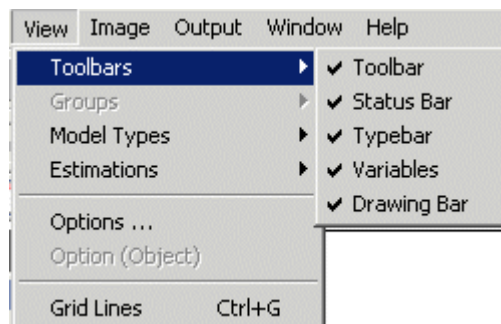 View Image Output Window Help
Toolbars
Groups
Model Types
Estimations
Options ...
Option (Object)
Grid Lines Ctrl+G
Toolbar
Status Bar
Typebar
Variables
Drawing Bar